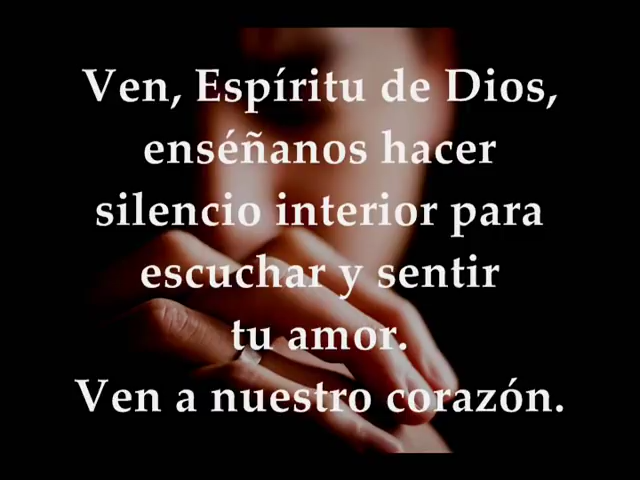 Ven, Espíritu de Dios,
enséñanos hacer
silencio interior para
escuchar y sentir
tu amor.
Ven a nuestro corazón.